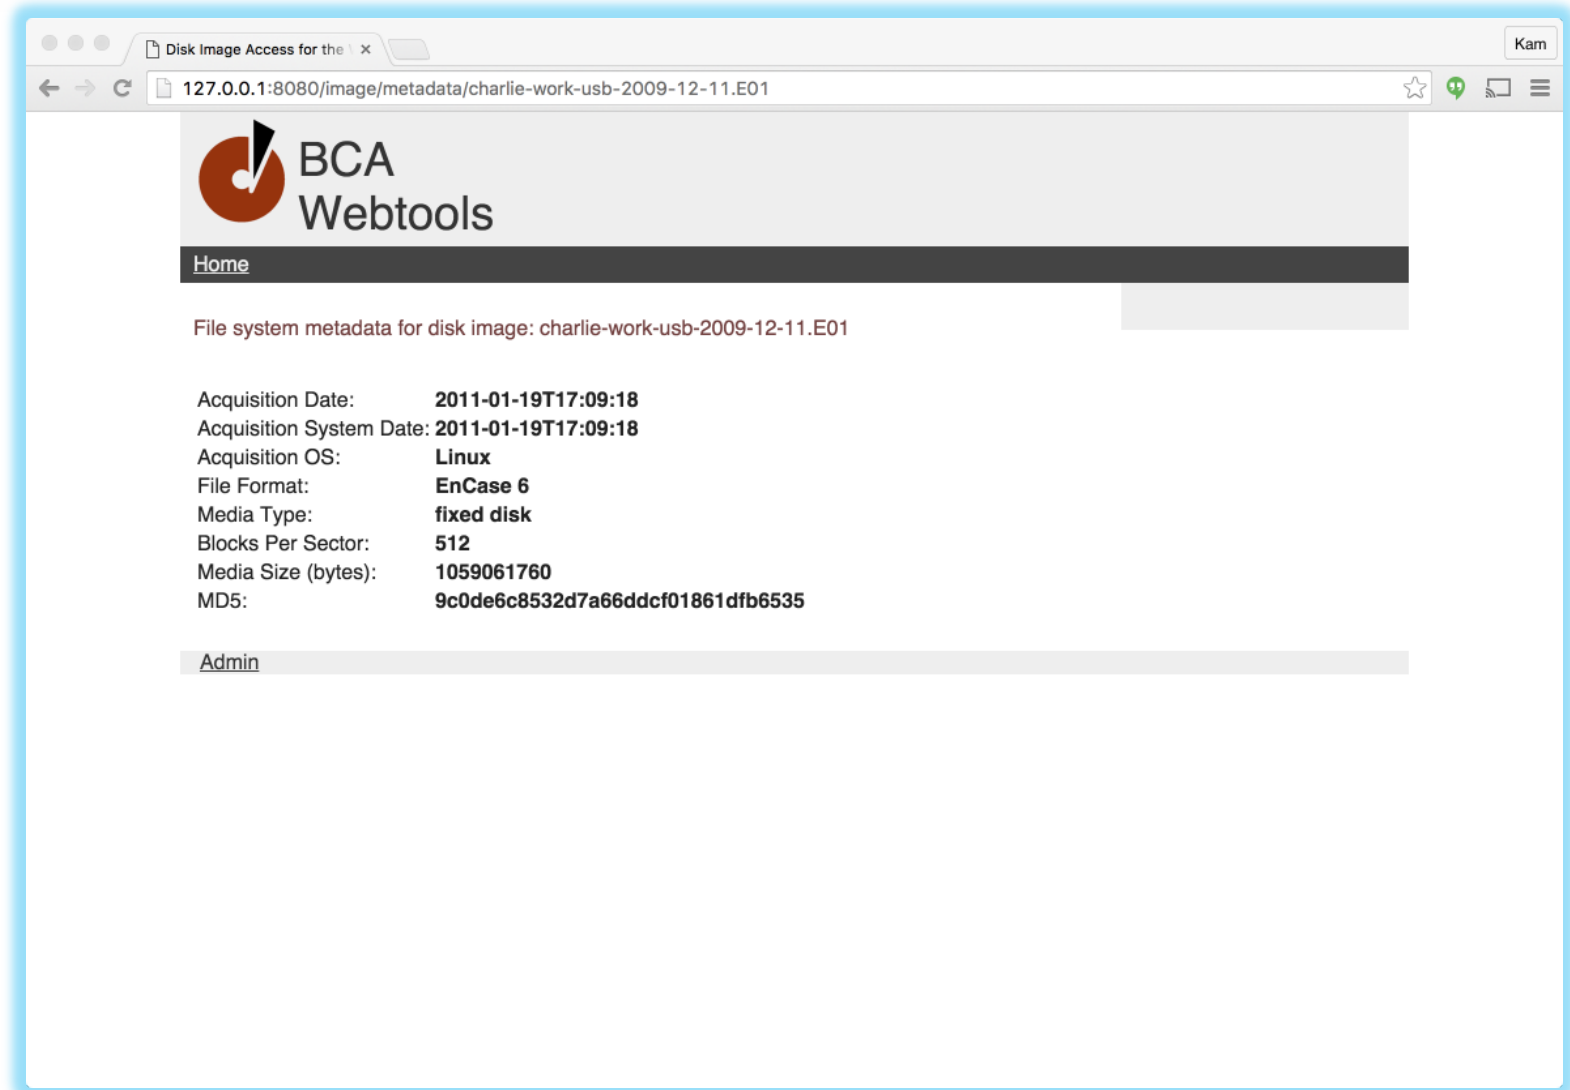 Disk Image Access for the
Kam
127.0.0.1:8080/image/metadata/charlie-work-usb-2009-12-11.E01
BCA
Webtools
Home
File system metadata for disk image: charlie-work-usb-2009-12-11.E01
Acquisition Date: 2011-01-19T17:09:18
Acquisition System Date: 2011-01-19T17:09:18
Acquisition OS: Linux
File Format: EnCase 6
Media Type: fixed disk
Blocks Per Sector: 512
Media Size (bytes): 1059061760
MD5: 9c0de6c8532d7a66ddcf01861dfb6535
Admin